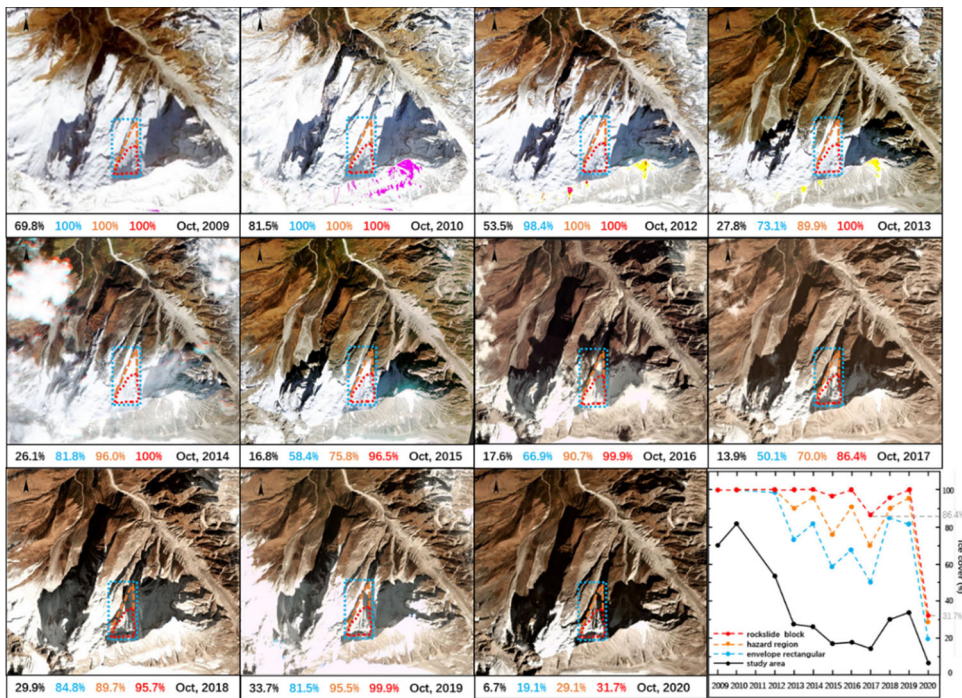 69.8% 100% 100% 100% Oct, 2009
81.5% 100% 100% 100% Oct, 2010
53.5% 98.4% 100% 100% Oct, 2012
27.8% 73.1% 89.9% 100% Oct, 2013
26.1% 81.8% 96.0% 100% Oct, 2014
16.8% 58.4% 75.8% 96.5% Oct, 2015
17.6% 66.9% 90.7% 99.9% Oct, 2016
13.9% 50.1% 70.0% 86.4% Oct, 2017
29.9% 84.8% 89.7% 95.7% Oct, 2018
33.7% 81.5% 95.5% 99.9% Oct, 2019
6.7% 19.1% 29.1% 31.7% Oct, 2020
100
86.4%
80
60
40
31.7%
20
0
Ice cover (%)
rockslide block
hazard region
envelope rectangular
study area
2009 2010 2011 2012 2013 2014 2015 2016 2017 2018 2019 2020